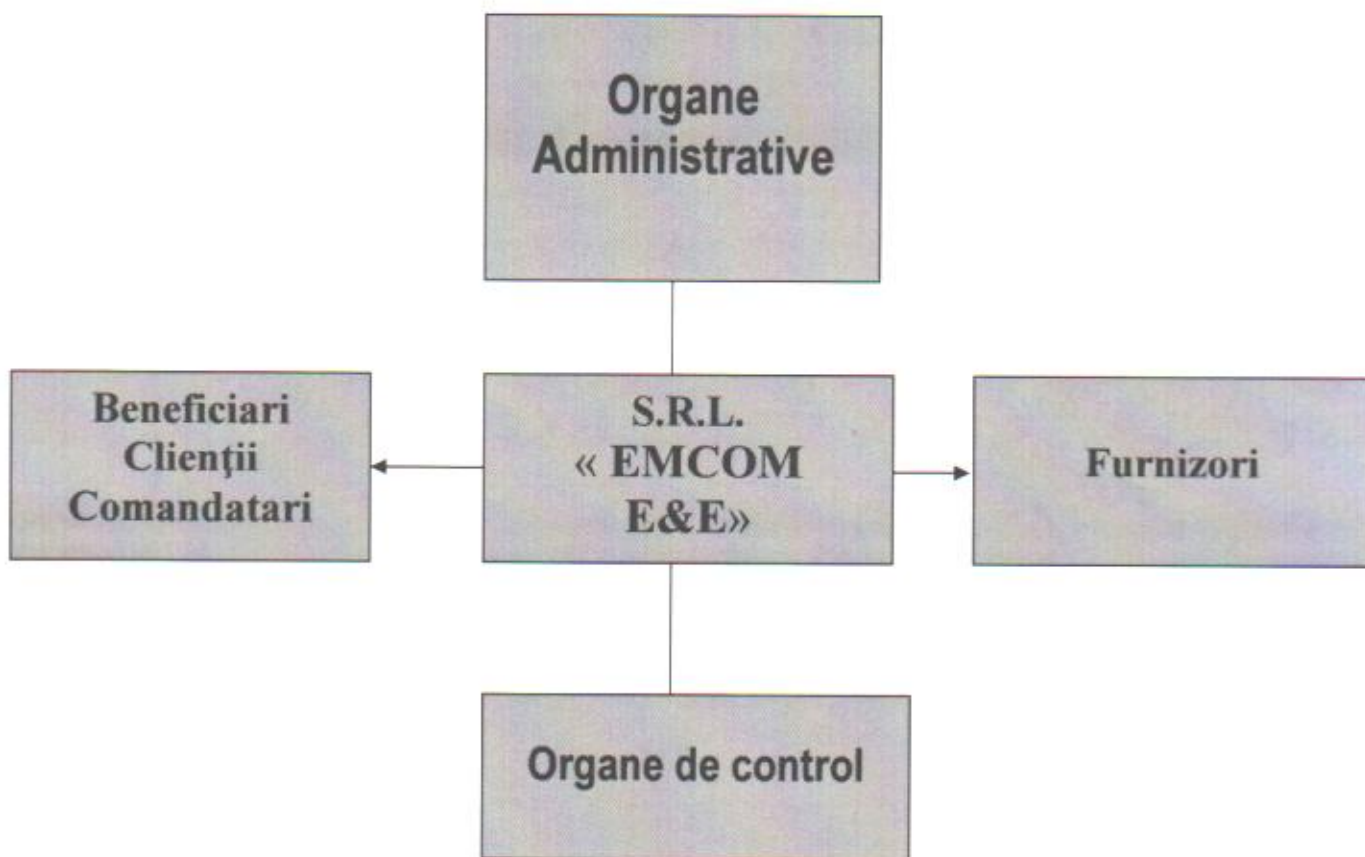 Organe
Administrative
Beneficiari
Clienţii
Comandatari
S.R.L.
« EMCOM
E&E»
Furnizori
Organe de control